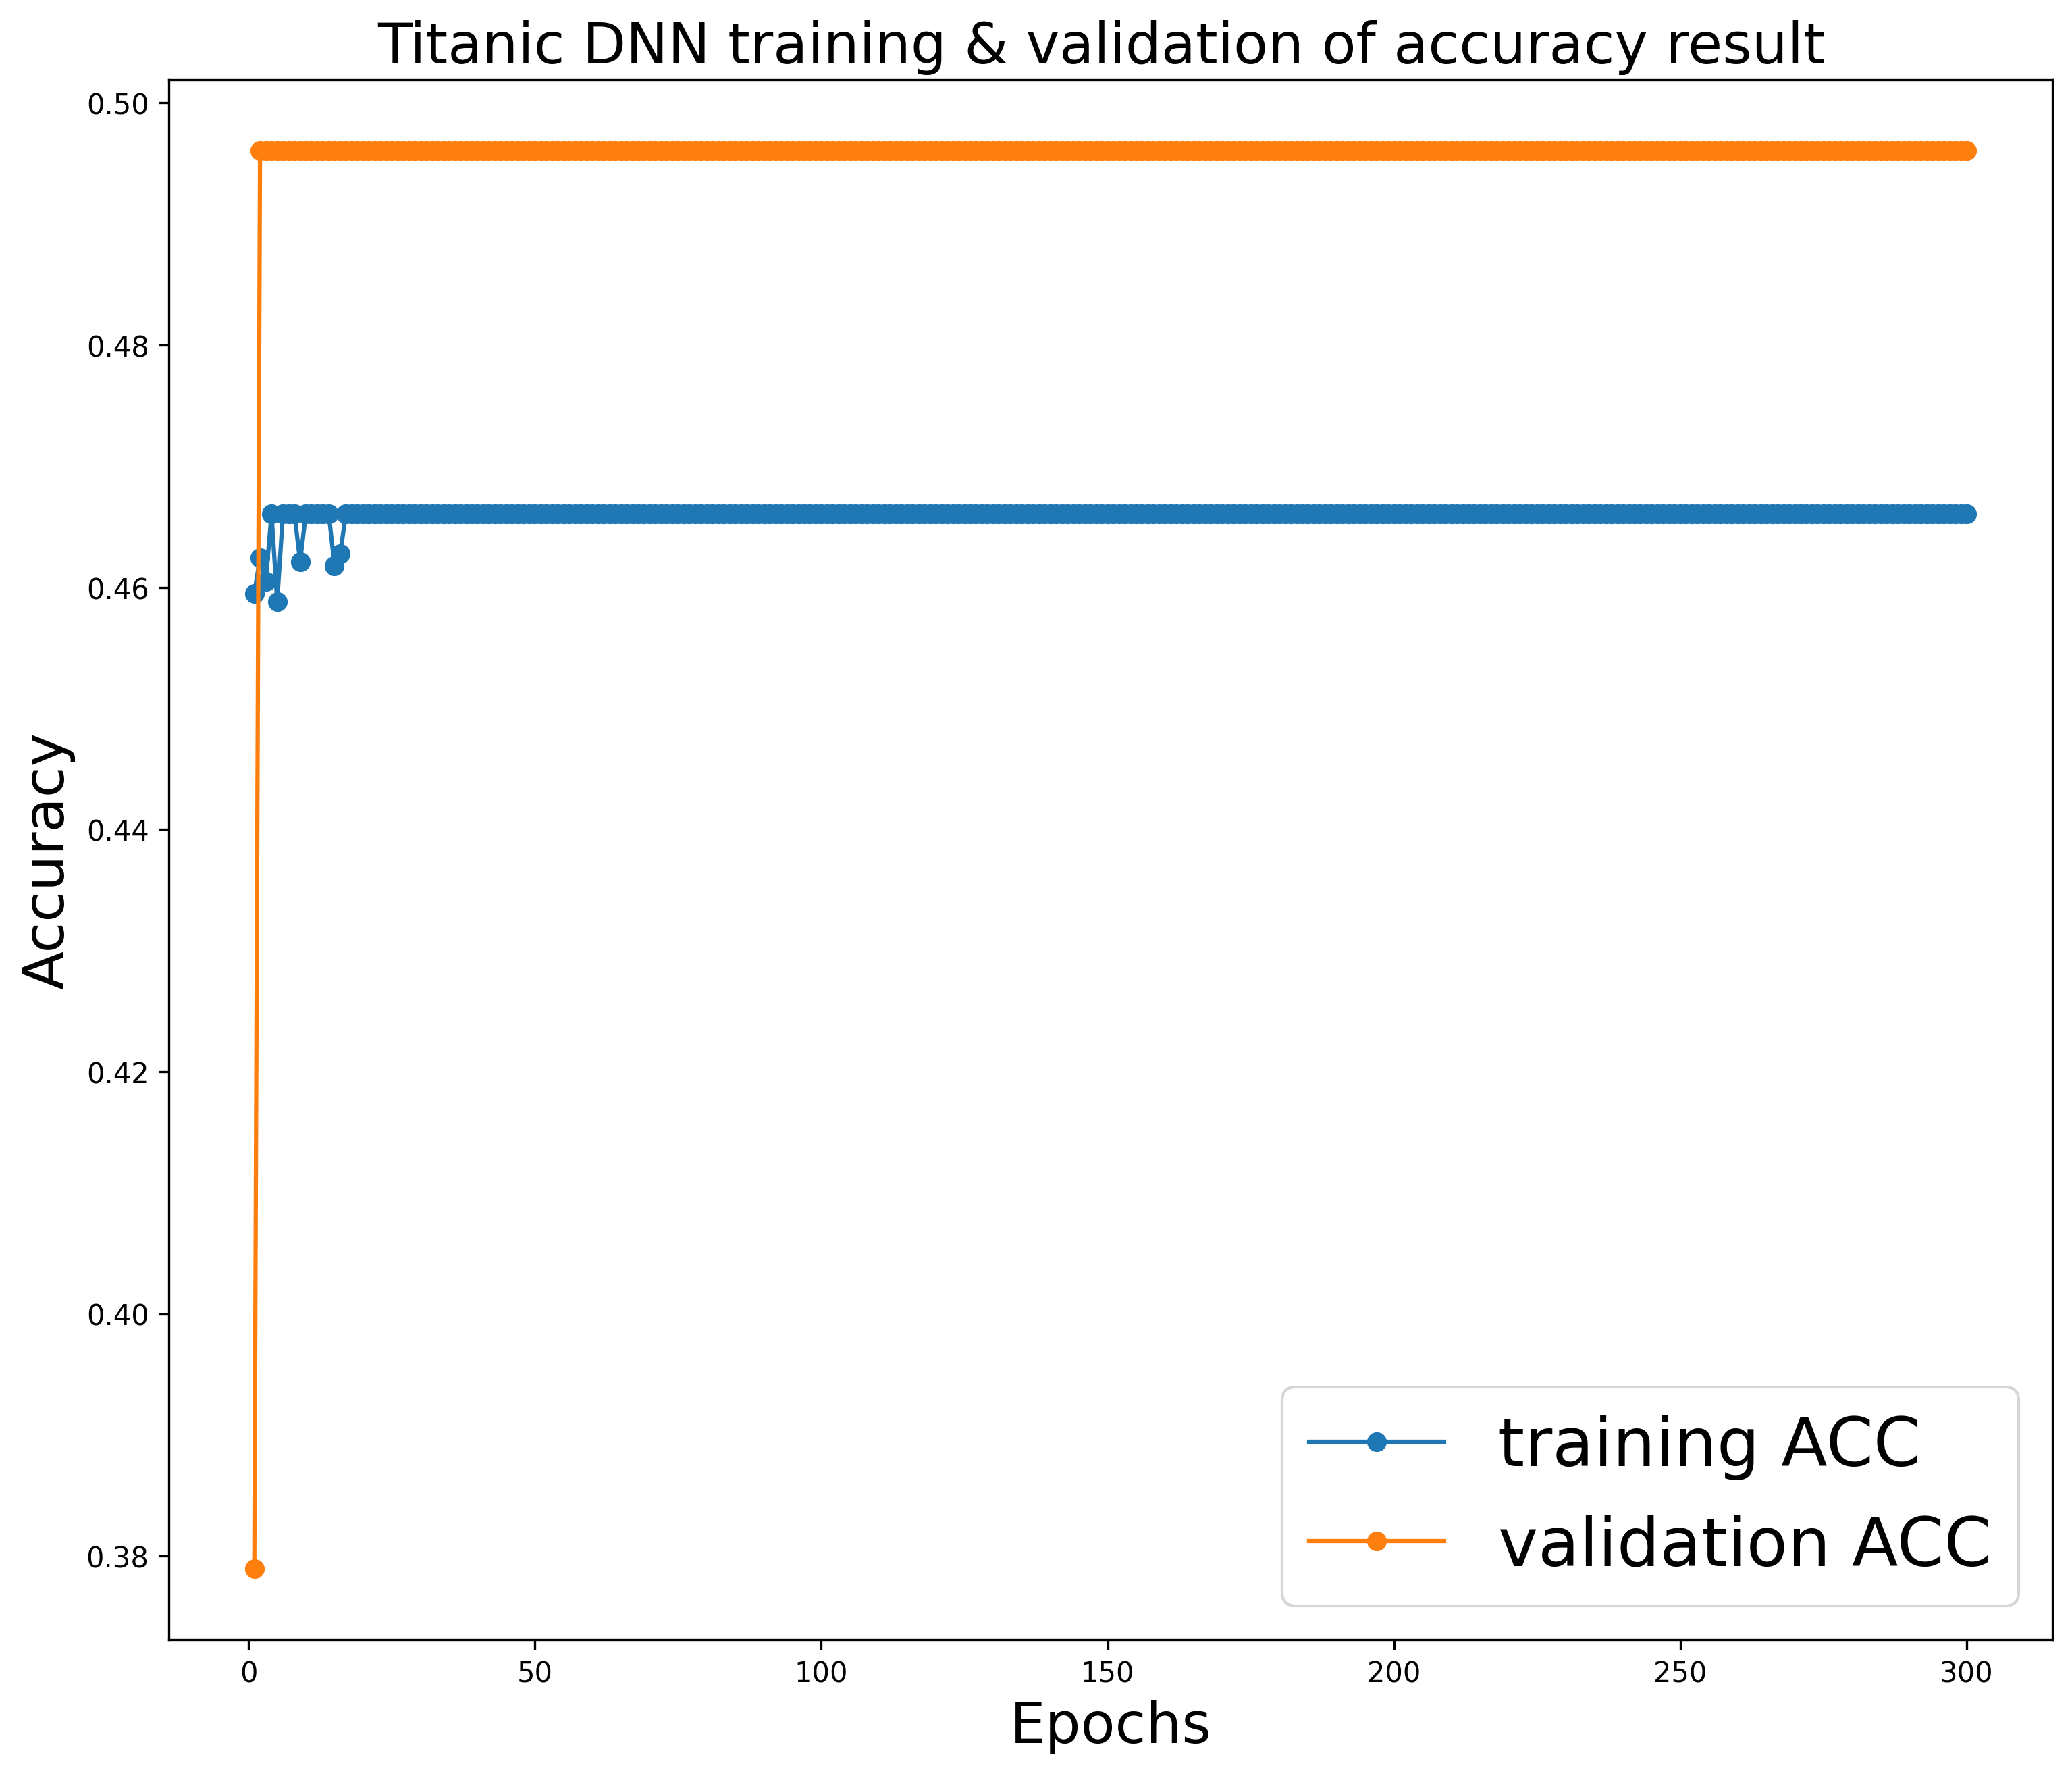 Titanic DNN training & validation of accuracy result
0.50
0.48
0.46
0.44
0.42
0.40
0.38
Accuracy
training ACC
validation ACC
0 50 100 150 200 250 300
Epochs